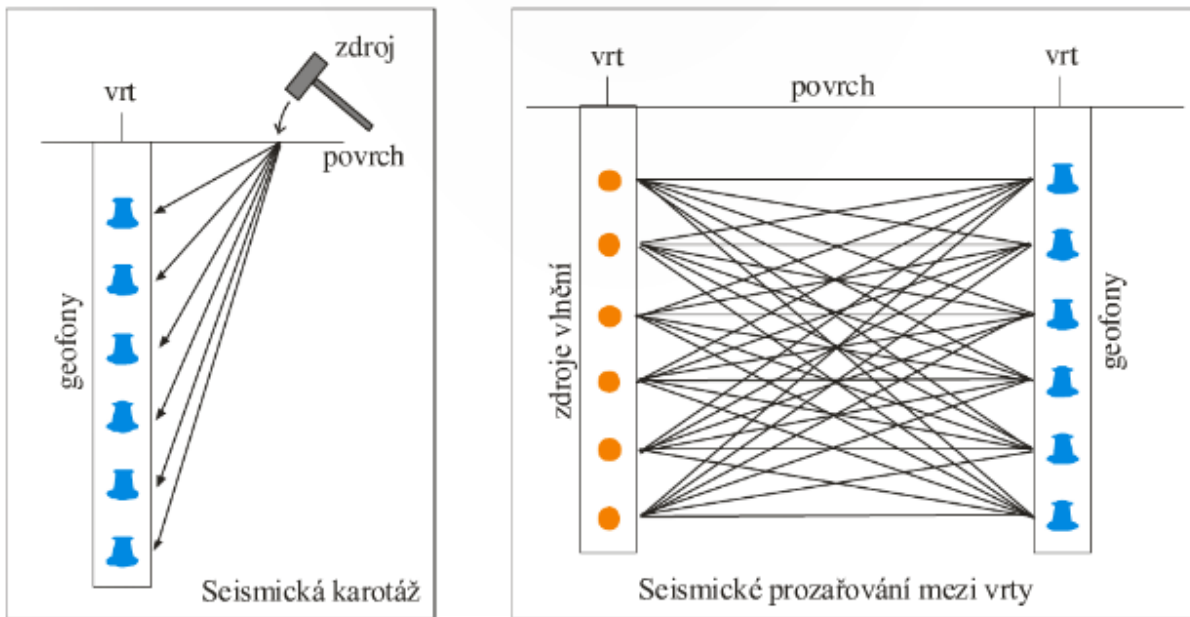 zdroj
vrt
povrch
geofony
Seismická karotáž
vrt
povrch
vrt
zdroje vlnění
geofony
Seismické prozařování mezi vrty